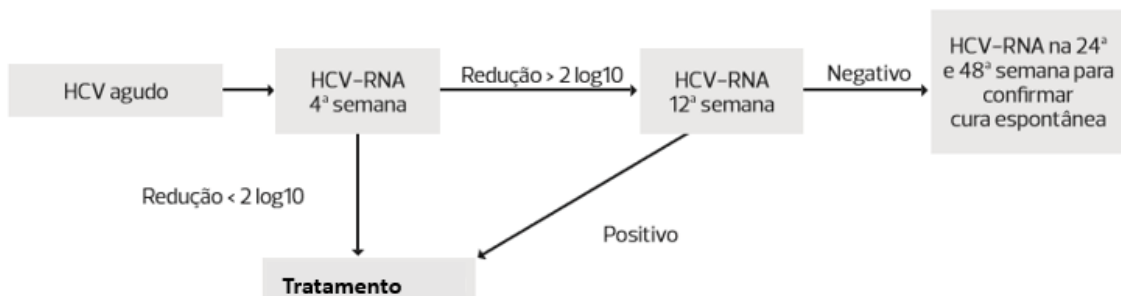 HCV agudo
HCV-RNA
4ª semana
Redução > 2 log10
HCV-RNA
12ª semana
Negativo
HCV-RNA na 24ª
e 48ª semana para
confirmar
cura espontânea
Redução < 2 log10
Positivo
Tratamento